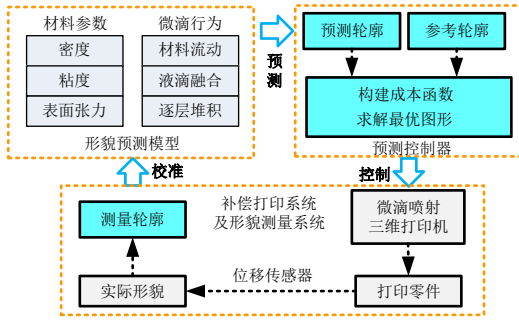 材料参数
微滴行为
密度
粘度
表面张力
材料流动
液滴融合
逐层堆积
形貌预测模型
预测
预测轮廓
参考轮廓
构建成本函数
求解最优图形
预测控制器
校准
控制
测量轮廓
补偿打印系统
及形貌测量系统
微滴喷射
三维打印机
实际形貌
位移传感器
打印零件